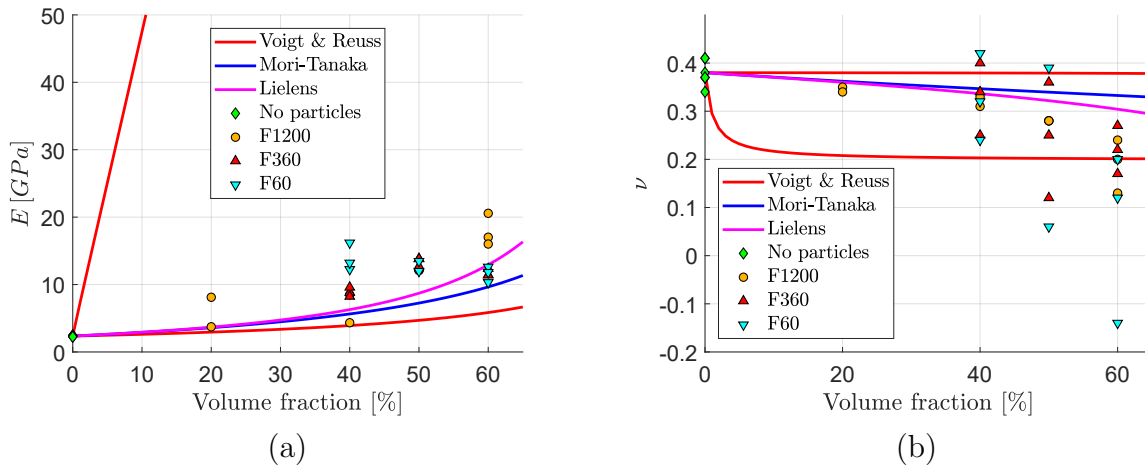 50
40
30
20
10
0
E [GPa]
Voigt & Reuss
Mori-Tanaka
Lielens
No particles
F1200
F360
F60
0 10 20 30 40 50 60
Volume fraction [%]
(a)
0.4
0.3
0.2
0.1
0
-0.1
-0.2
ν
Voigt & Reuss
Mori-Tanaka
Lielens
No particles
F1200
F360
F60
0 20 40 60
Volume fraction [%]
(b)